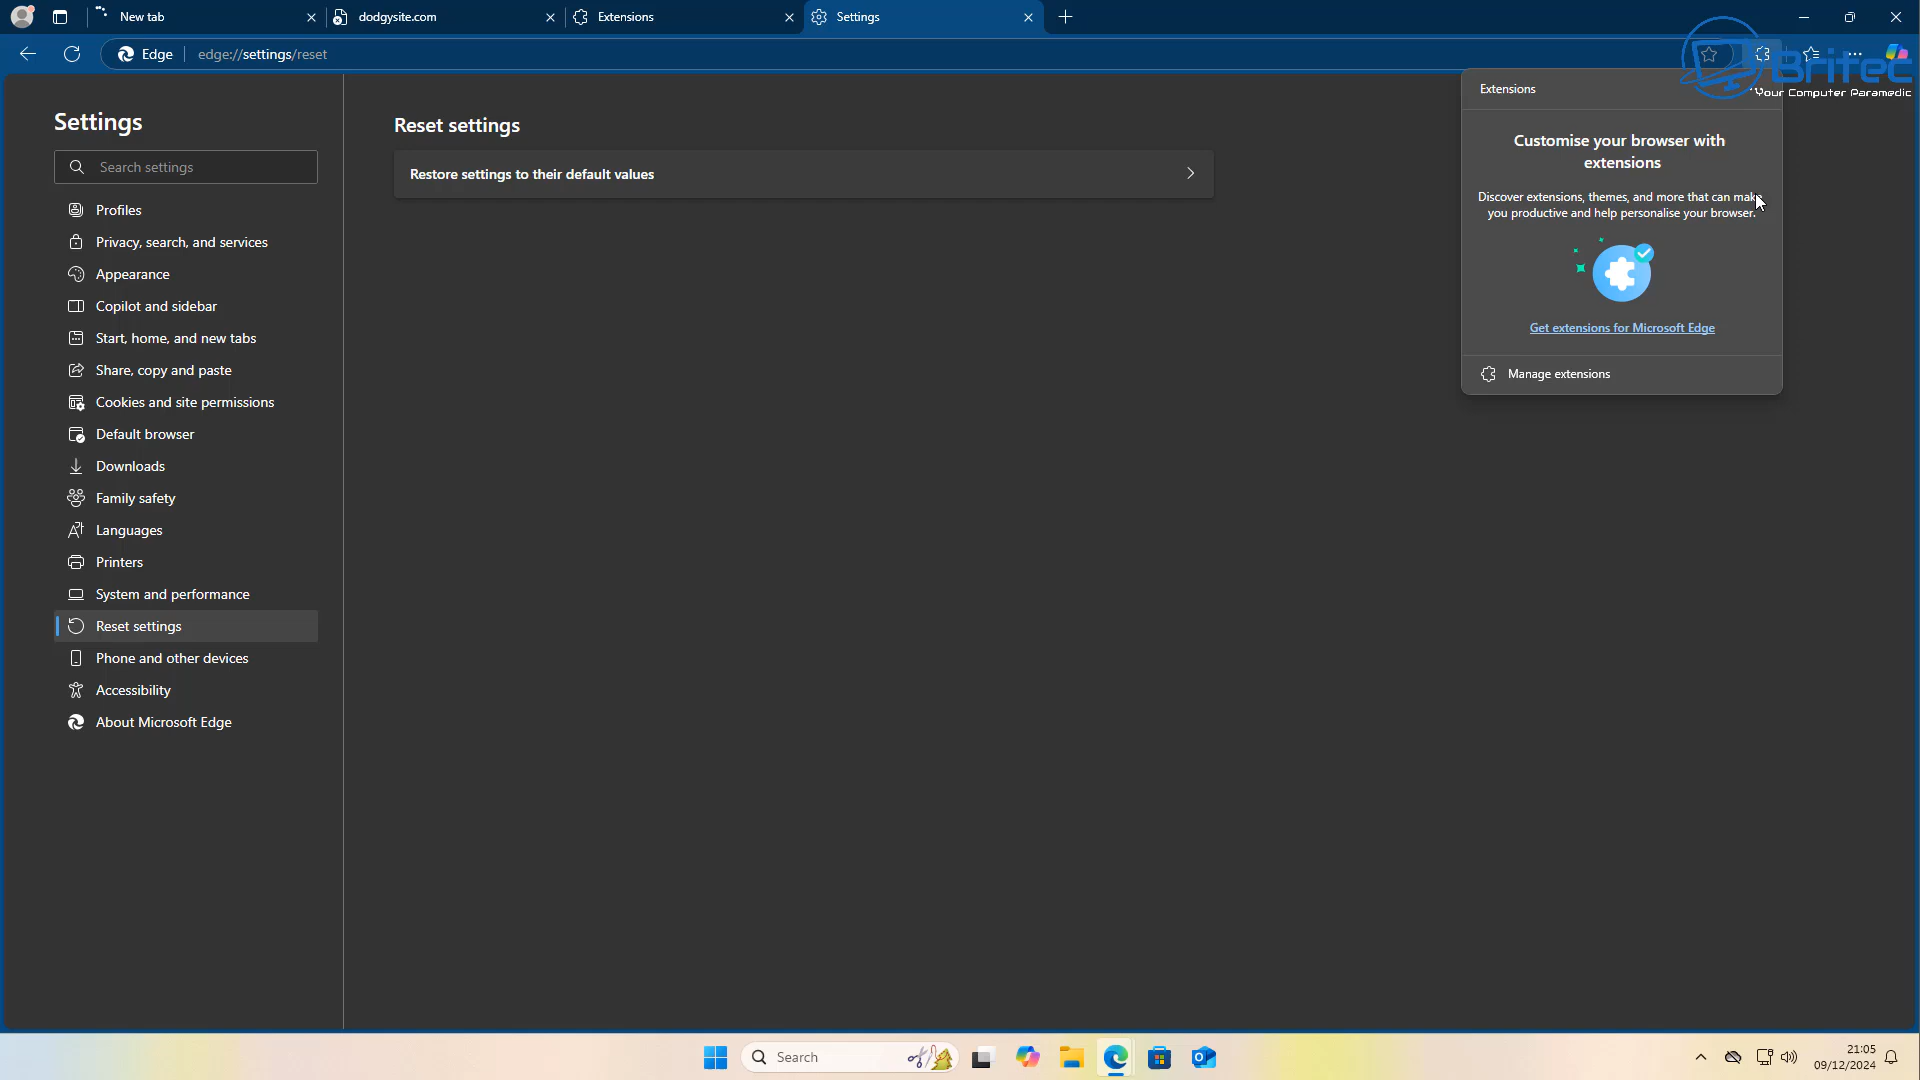 New tab
dodgysite.com
Extensions
Settings
Edge
edge://settings/reset
Britec
Your Computer Paramedic
Settings
Search settings
Profiles
Privacy, search, and services
Appearance
Copilot and sidebar
Start, home, and new tabs
Share, copy and paste
Cookies and site permissions
Default browser
Downloads
Family safety
Languages
Printers
System and performance
Reset settings
Phone and other devices
Accessibility
About Microsoft Edge
Reset settings
Restore settings to their default values
Extensions
Customise your browser with
extensions
Discover extensions, themes, and more that can make
you productive and help personalise your browser.
Get extensions for Microsoft Edge
Manage extensions
Search
21:05
09/12/2024